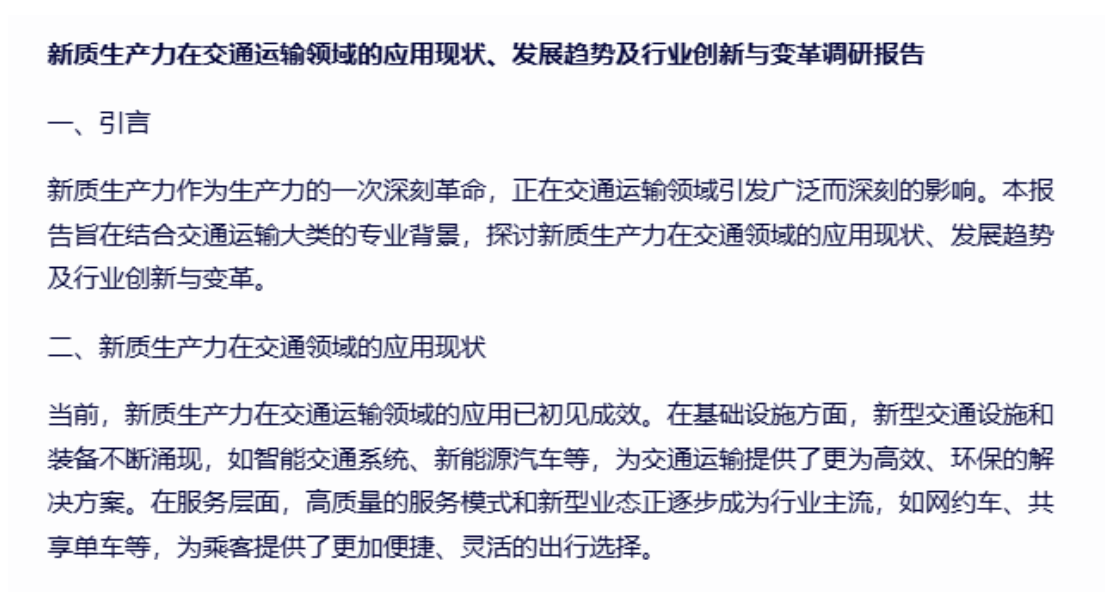 新质生产力在交通运输领域的应用现状、发展趋势及行业创新与变革调研报告
一、引言
新质生产力作为生产力的一次深刻革命，正在交通运输领域引发广泛而深刻的影响。本报
告旨在结合交通运输大类的专业背景，探讨新质生产力在交通领域的应用现状、发展趋势
及行业创新与变革。
二、新质生产力在交通领域的应用现状
当前，新质生产力在交通运输领域的应用已初见成效。在基础设施方面，新型交通设施和
装备不断涌现，如智能交通系统、新能源汽车等，为交通运输提供了更为高效、环保的解
决方案。在服务层面，高质量的服务模式和新型业态正逐步成为行业主流，如网约车、共
享单车等，为乘客提供了更加便捷、灵活的出行选择。